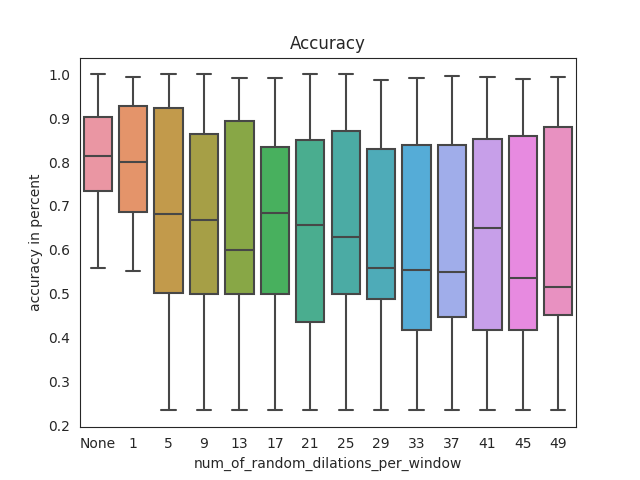 Accuracy
accuracy in percent
1.0
0.9
0.8
0.7
0.6
0.5
0.4
0.3
0.2
None 1 5 9 13 17 21 25 29 33 37 41 45 49
num_of_random_dilations_per_window